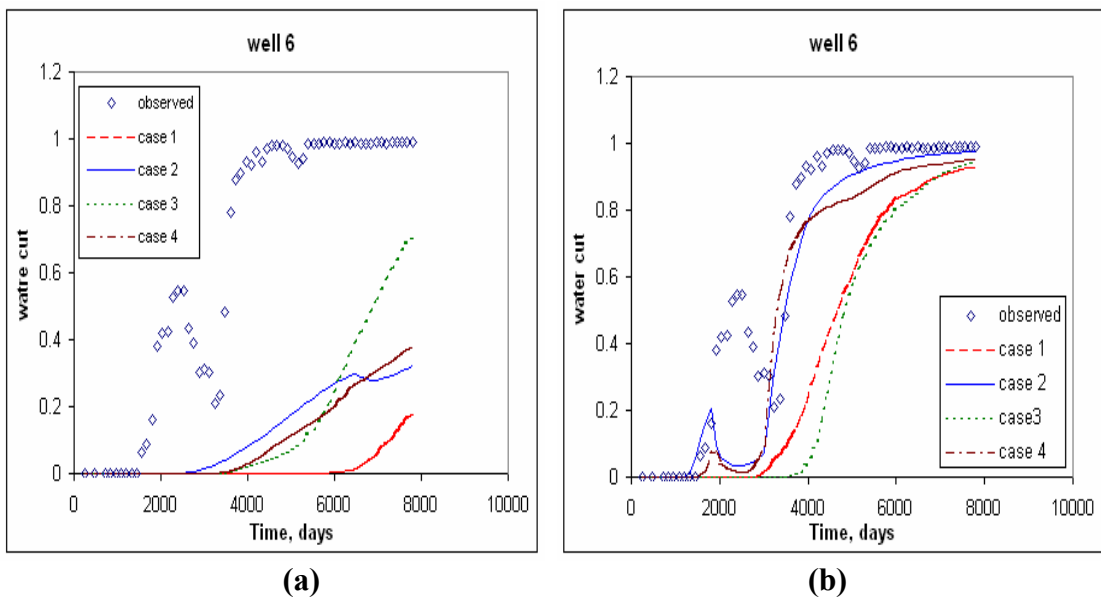 well 6
1.2
1
0.8
0.6
0.4
0.2
0
watre cut
observed
case 1
case 2
case 3
case 4
0
2000
4000
6000
8000
10000
Time, days
(a)
well 6
1.2
1
0.8
0.6
0.4
0.2
0
water cut
observed
case 1
case 2
case3
case 4
0
2000
4000
6000
8000
10000
Time, days
(b)